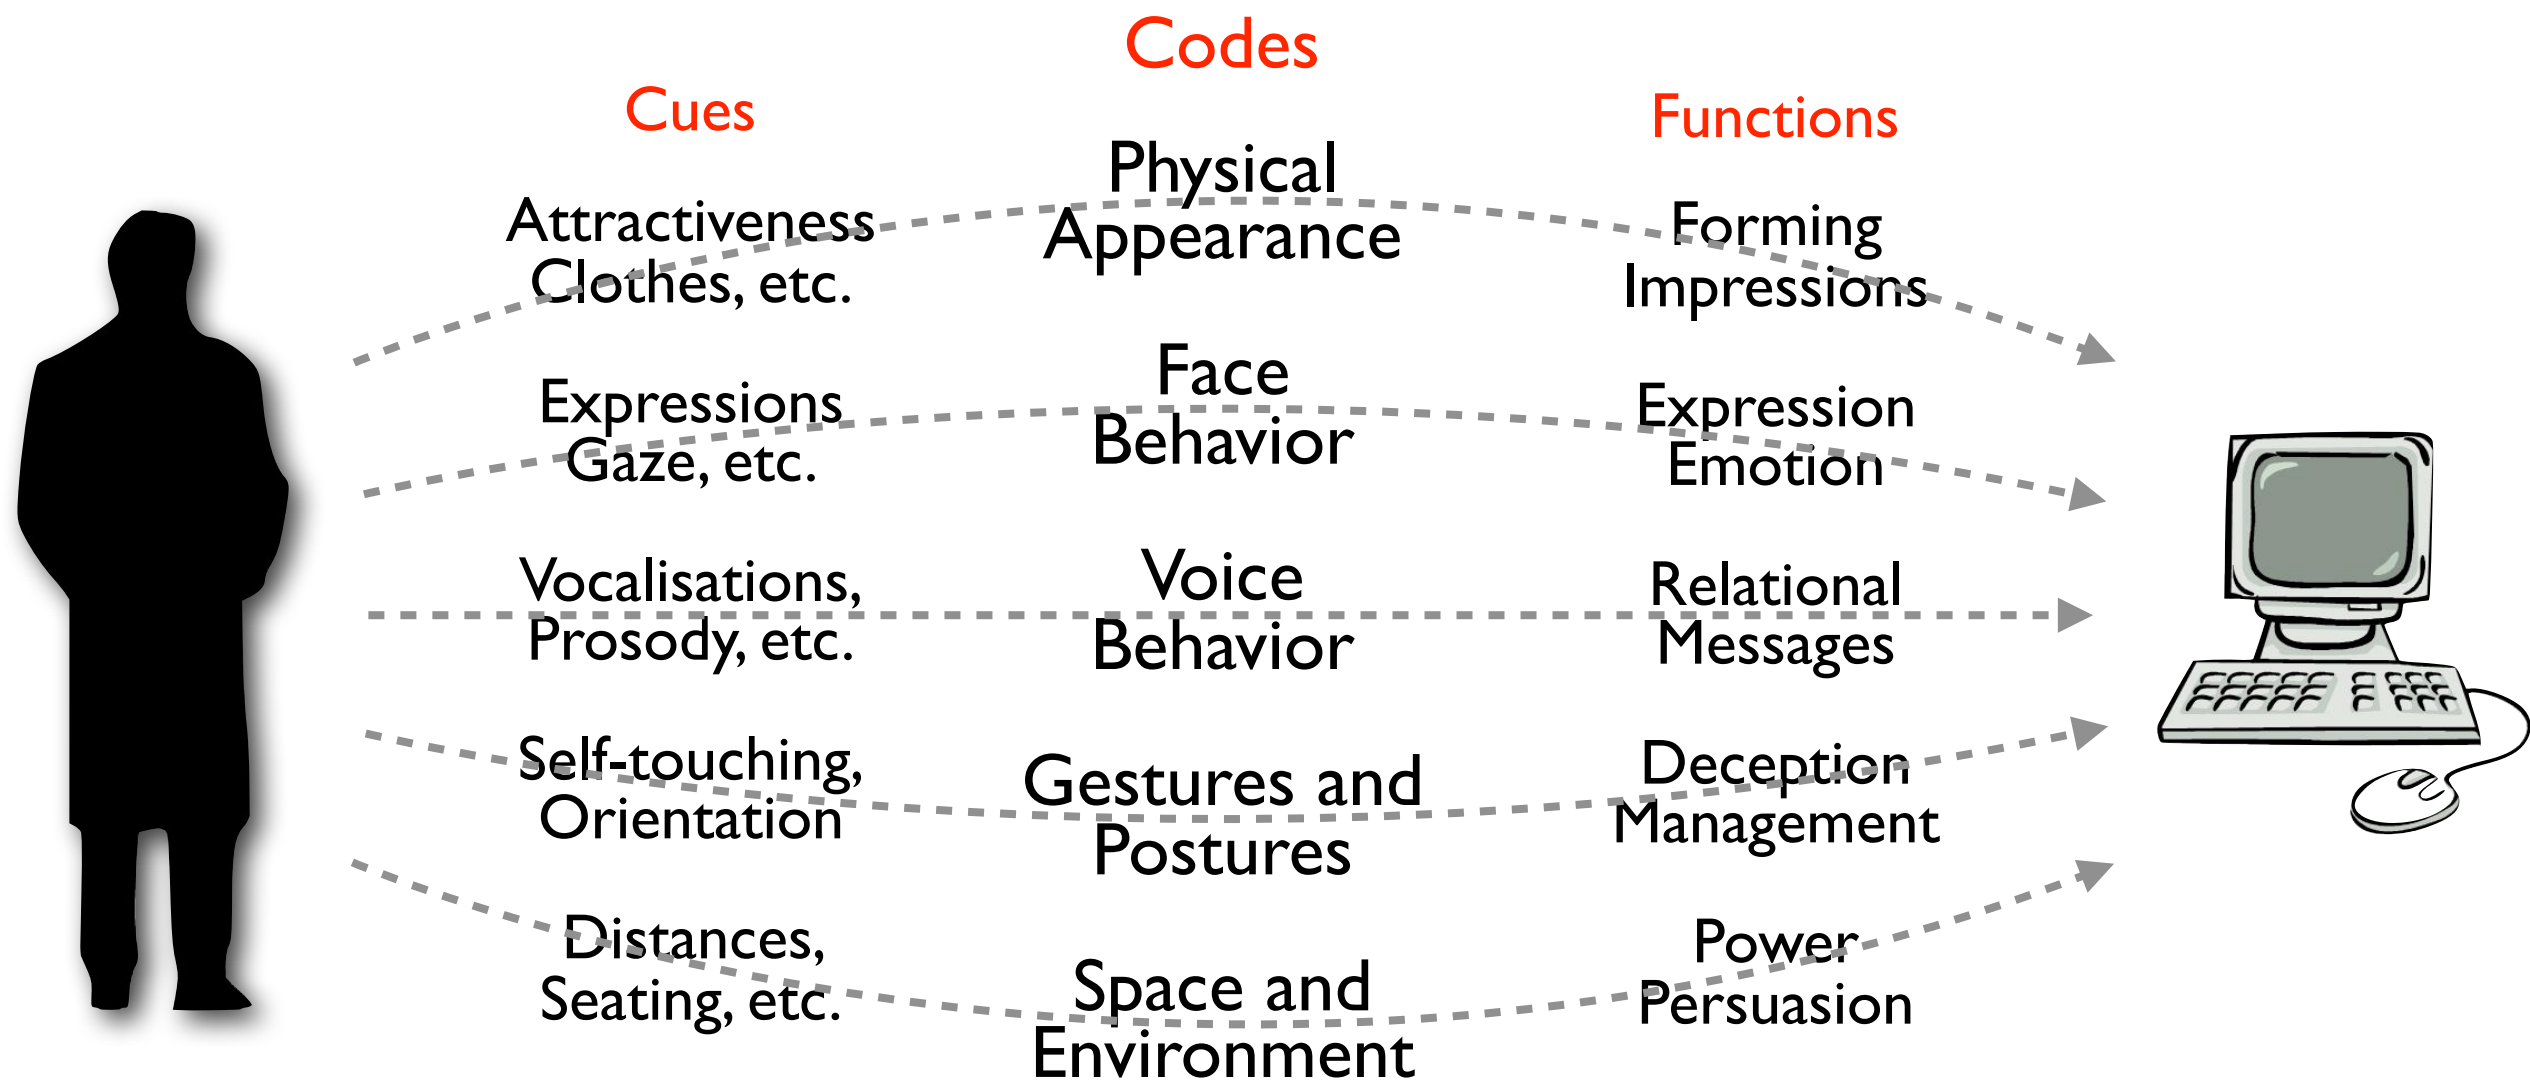 Codes
Cues
Functions
Physical
Appearance
Attractiveness
Clothes, etc.
Forming
Impressions
Face
Behavior
Expressions
Gaze, etc.
Expression
Emotion
Voice
Behavior
Vocalisations,
Prosody, etc.
Relational
Messages
Gestures and
Postures
Self-touching,
Orientation
Deception
Management
Space and
Environment
Distances,
Seating, etc.
Power
Persuasion